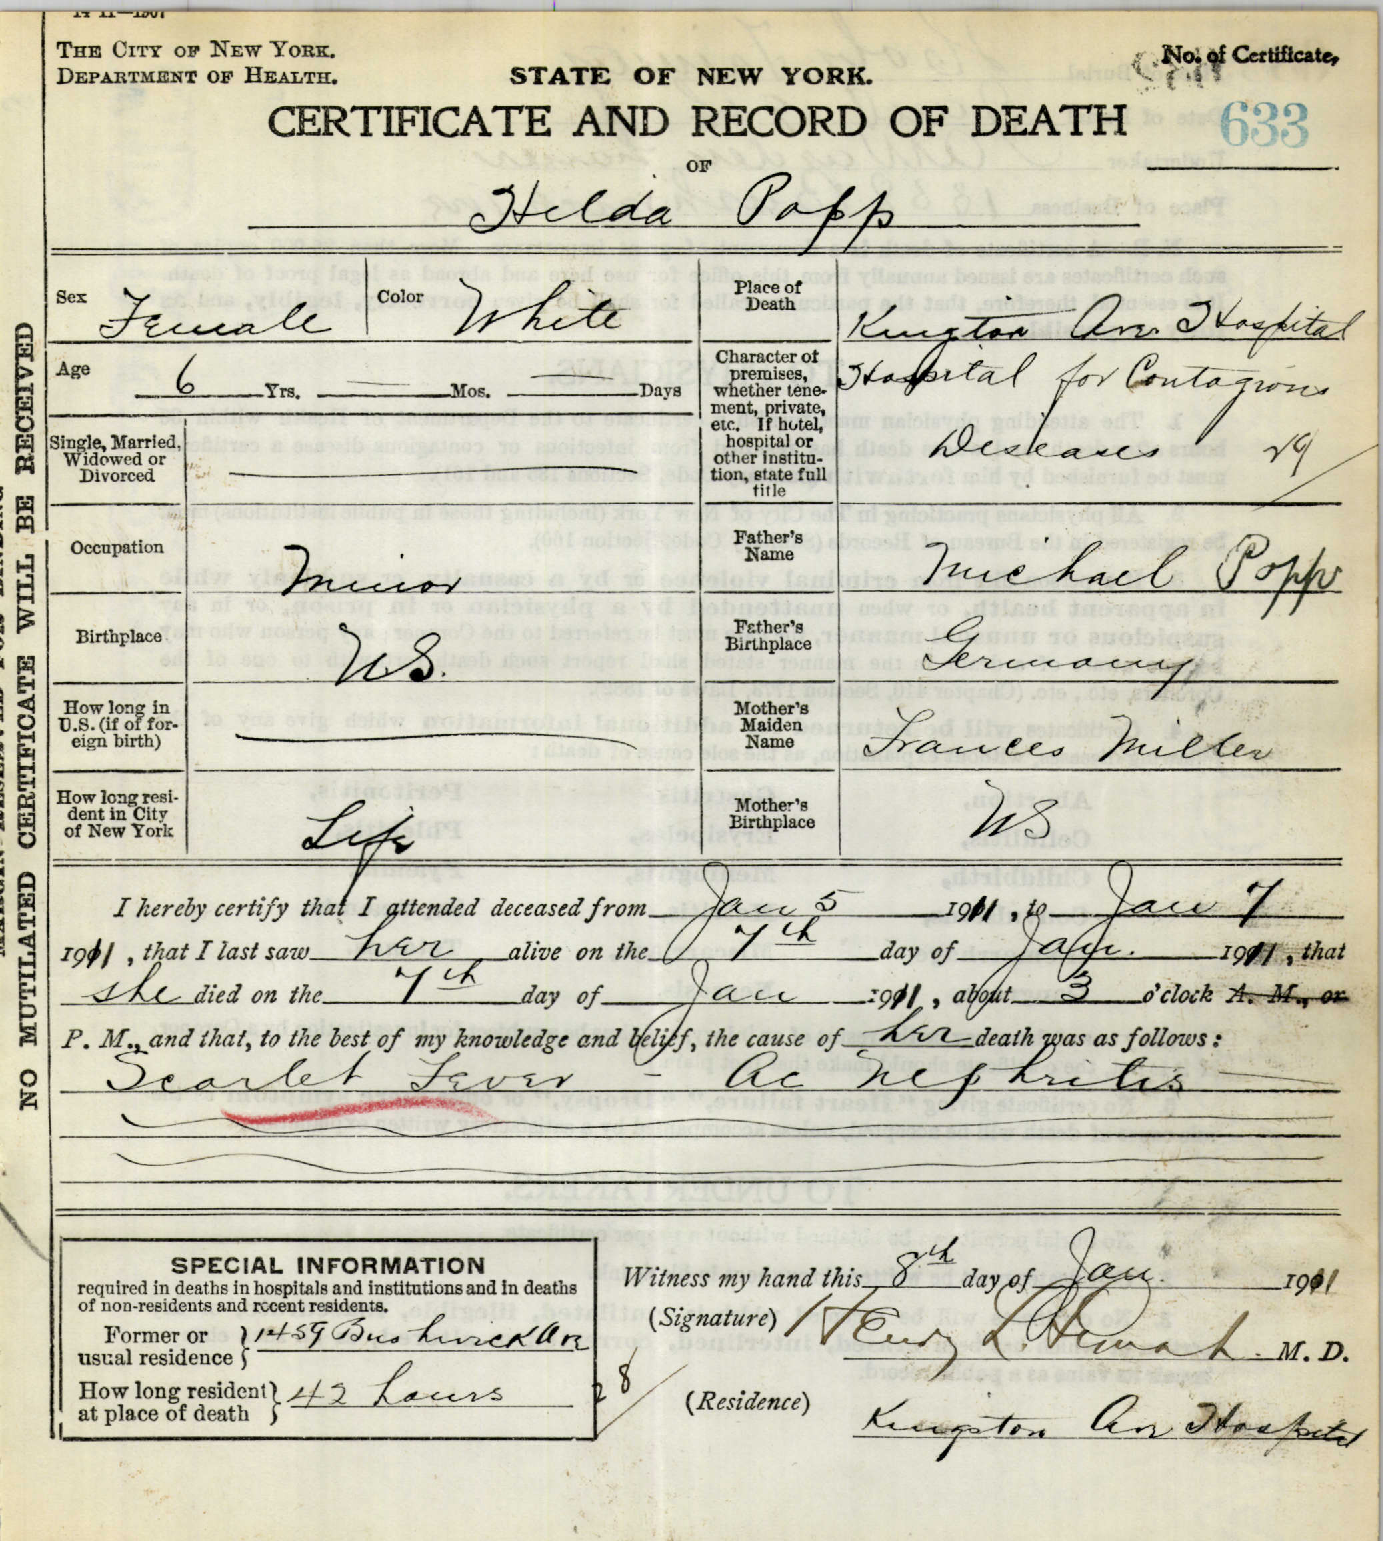 THE CITY OF NEW YORK.
DEPARTMENT OF HEALTH.
STATE OF NEW YORK.
No. of Certificate,
CERTIFICATE AND RECORD OF DEATH
633
OF
Hilda Popp
Sex Female
Color White
Place of Death Kingston Ave Hospital
Age 6 Yrs. — Mos. — Days
Character of premises, whether tenement, private, etc. If hotel, hospital or other institution, state full title
Hospital for Contagious
Diseases 29
Single, Married, Widowed or Divorced
Occupation Minor
Father's Name Michael Popp
Birthplace US.
Father's Birthplace Germany
How long in U.S. (if of foreign birth)
Mother's Maiden Name Frances Miller
How long resident in City of New York Life
Mother's Birthplace US
I hereby certify that I attended deceased from Jan 5 1911, to Jan 7
1911, that I last saw her alive on the 7th day of Jan. 1911, that
she died on the 7th day of Jan 1911, about 3 o'clock A. M., or
P. M., and that, to the best of my knowledge and belief, the cause of her death was as follows:
Scarlet Fever - Ac Nephritis
SPECIAL INFORMATION
required in deaths in hospitals and institutions and in deaths
of non-residents and recent residents.
Former or usual residence } 1459 Bushwick Ave
How long resident at place of death } 42 hours
28
Witness my hand this 8th day of Jan. 1911
(Signature) Henry L. M. D.
(Residence) Kingston Ave Hospital
NO MUTILATED CERTIFICATE WILL BE RECEIVED